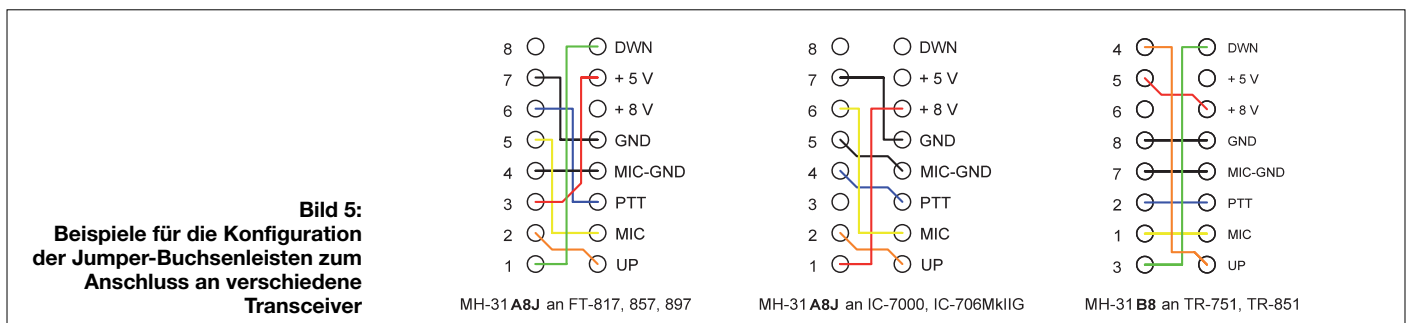 Bild 5:
Beispiele für die Konfiguration
der Jumper-Buchsenleisten zum
Anschluss an verschiedene
Transceiver
8 DWN
7 + 5 V
6 + 8 V
5 GND
4 MIC-GND
3 PTT
2 MIC
1 UP
MH-31 A8J an FT-817, 857, 897
8 DWN
7 + 5 V
6 + 8 V
5 GND
4 MIC-GND
3 PTT
2 MIC
1 UP
MH-31 A8J an IC-7000, IC-706MkIIG
4 DWN
5 + 5 V
6 + 8 V
8 GND
7 MIC-GND
2 PTT
1 MIC
3 UP
MH-31 B8 an TR-751, TR-851